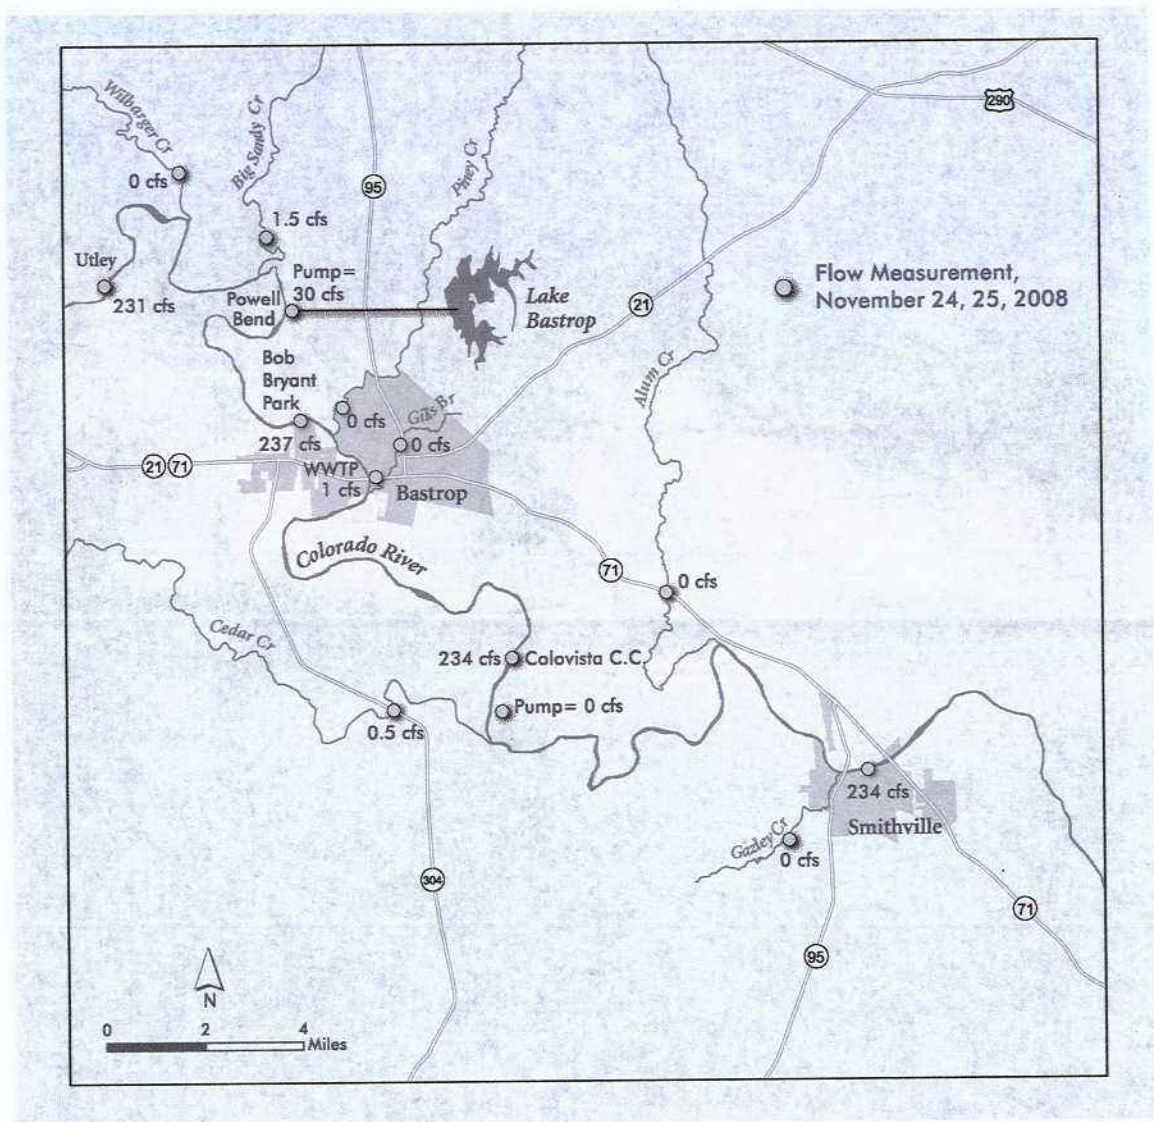 Wilbarger Cr
Big Sandy Cr
Piney Cr
290
95
0 cfs
1.5 cfs
Utley
231 cfs
Pump=
30 cfs
Powell
Bend
Lake
Bastrop
21
Flow Measurement,
November 24, 25, 2008
Bob
Bryant
Park
Alum Cr
0 cfs
Gils Br
0 cfs
237 cfs
21
71
WWTP
1 cfs
Bastrop
Colorado River
71
0 cfs
Cedar Cr
234 cfs
Colovista C.C.
Pump= 0 cfs
0.5 cfs
234 cfs
Smithville
Gazley Cr
0 cfs
304
71
95
N
0
2
4
Miles